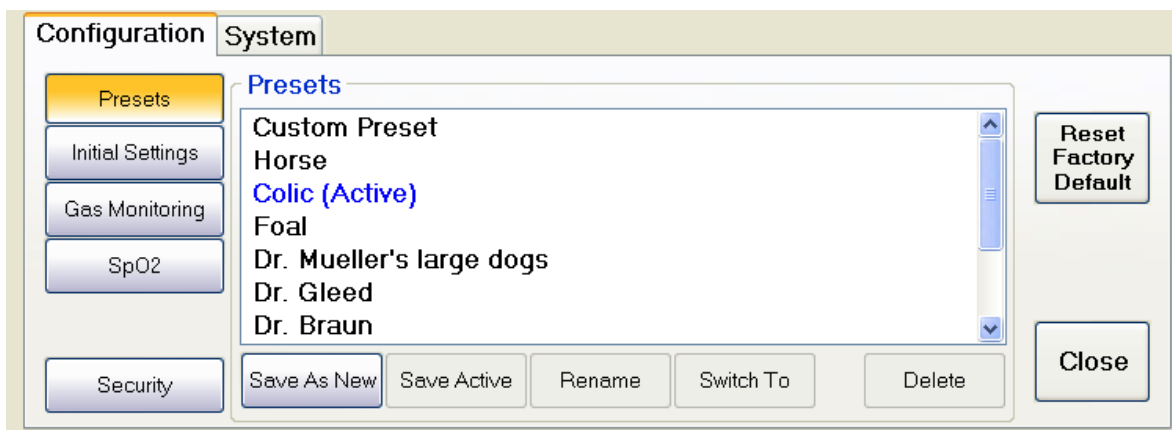 Configuration
System
Presets
Initial Settings
Gas Monitoring
SpO2
Security
Presets
Custom Preset
Horse
Colic (Active)
Foal
Dr. Mueller's large dogs
Dr. Gleed
Dr. Braun
Save As New
Save Active
Rename
Switch To
Delete
Reset
Factory
Default
Close